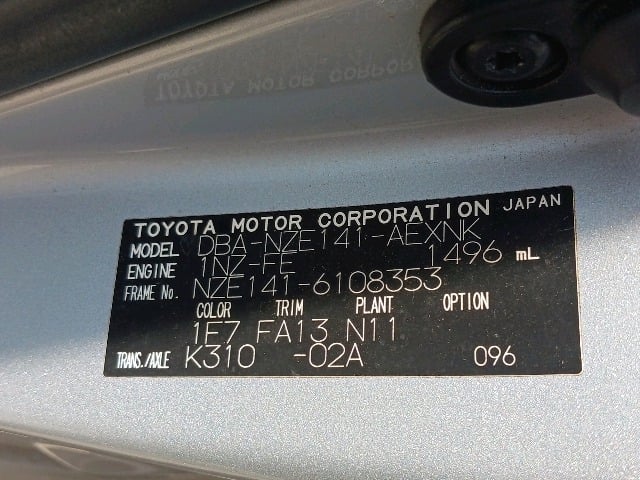 TOYOTA MOTOR CORPORATION JAPAN
MODEL DBA-NZE141-AEXNK
ENGINE 1NZ-FE 1496 mL
FRAME No. NZE141-6108353
COLOR TRIM PLANT OPTION
1F7 FA13 N11
TRANS./AXLE K310 -02A 096